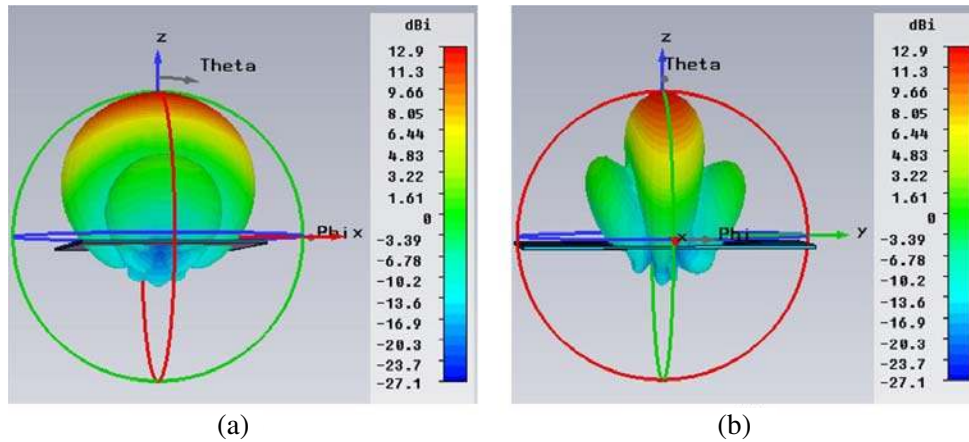 z
Theta
Phi x
dBi
12.9
11.3
9.66
8.05
6.44
4.83
3.22
1.61
0
-3.39
-6.78
-10.2
-13.6
-16.9
-20.3
-23.7
-27.1
(a)
z
Theta
x
Phi
y
dBi
12.9
11.3
9.66
8.05
6.44
4.83
3.22
1.61
0
-3.39
-6.78
-10.2
-13.6
-16.9
-20.3
-23.7
-27.1
(b)